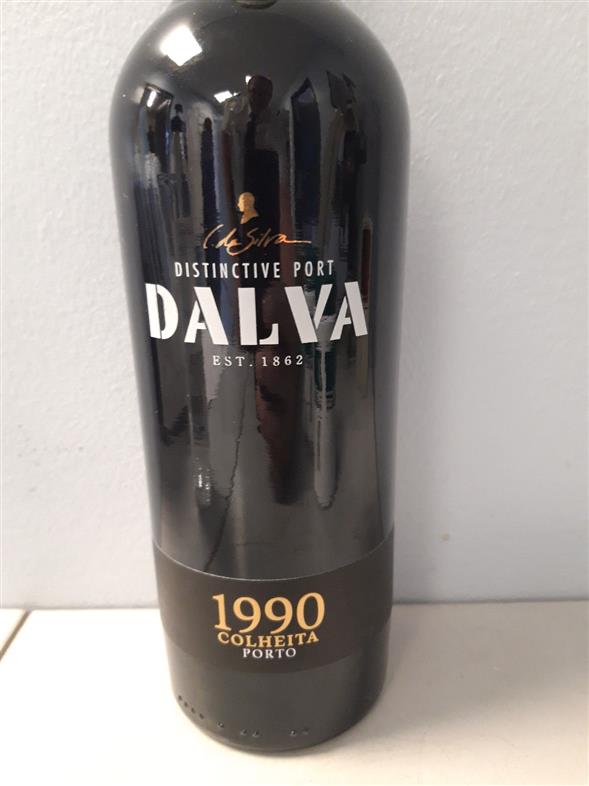 C. da Silva
DISTINCTIVE PORT
DALVA
EST. 1862
1990
COLHEITA
PORTO